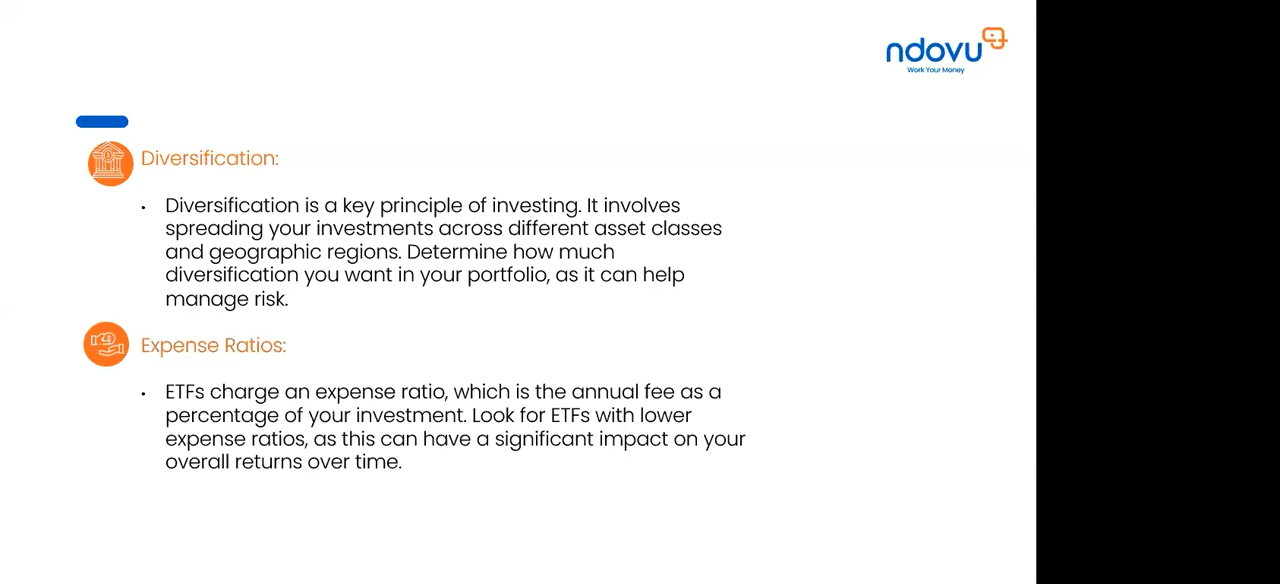 ndovu
Work Your Money
Diversification:
• Diversification is a key principle of investing. It involves
spreading your investments across different asset classes
and geographic regions. Determine how much
diversification you want in your portfolio, as it can help
manage risk.
Expense Ratios:
• ETFs charge an expense ratio, which is the annual fee as a
percentage of your investment. Look for ETFs with lower
expense ratios, as this can have a significant impact on your
overall returns over time.